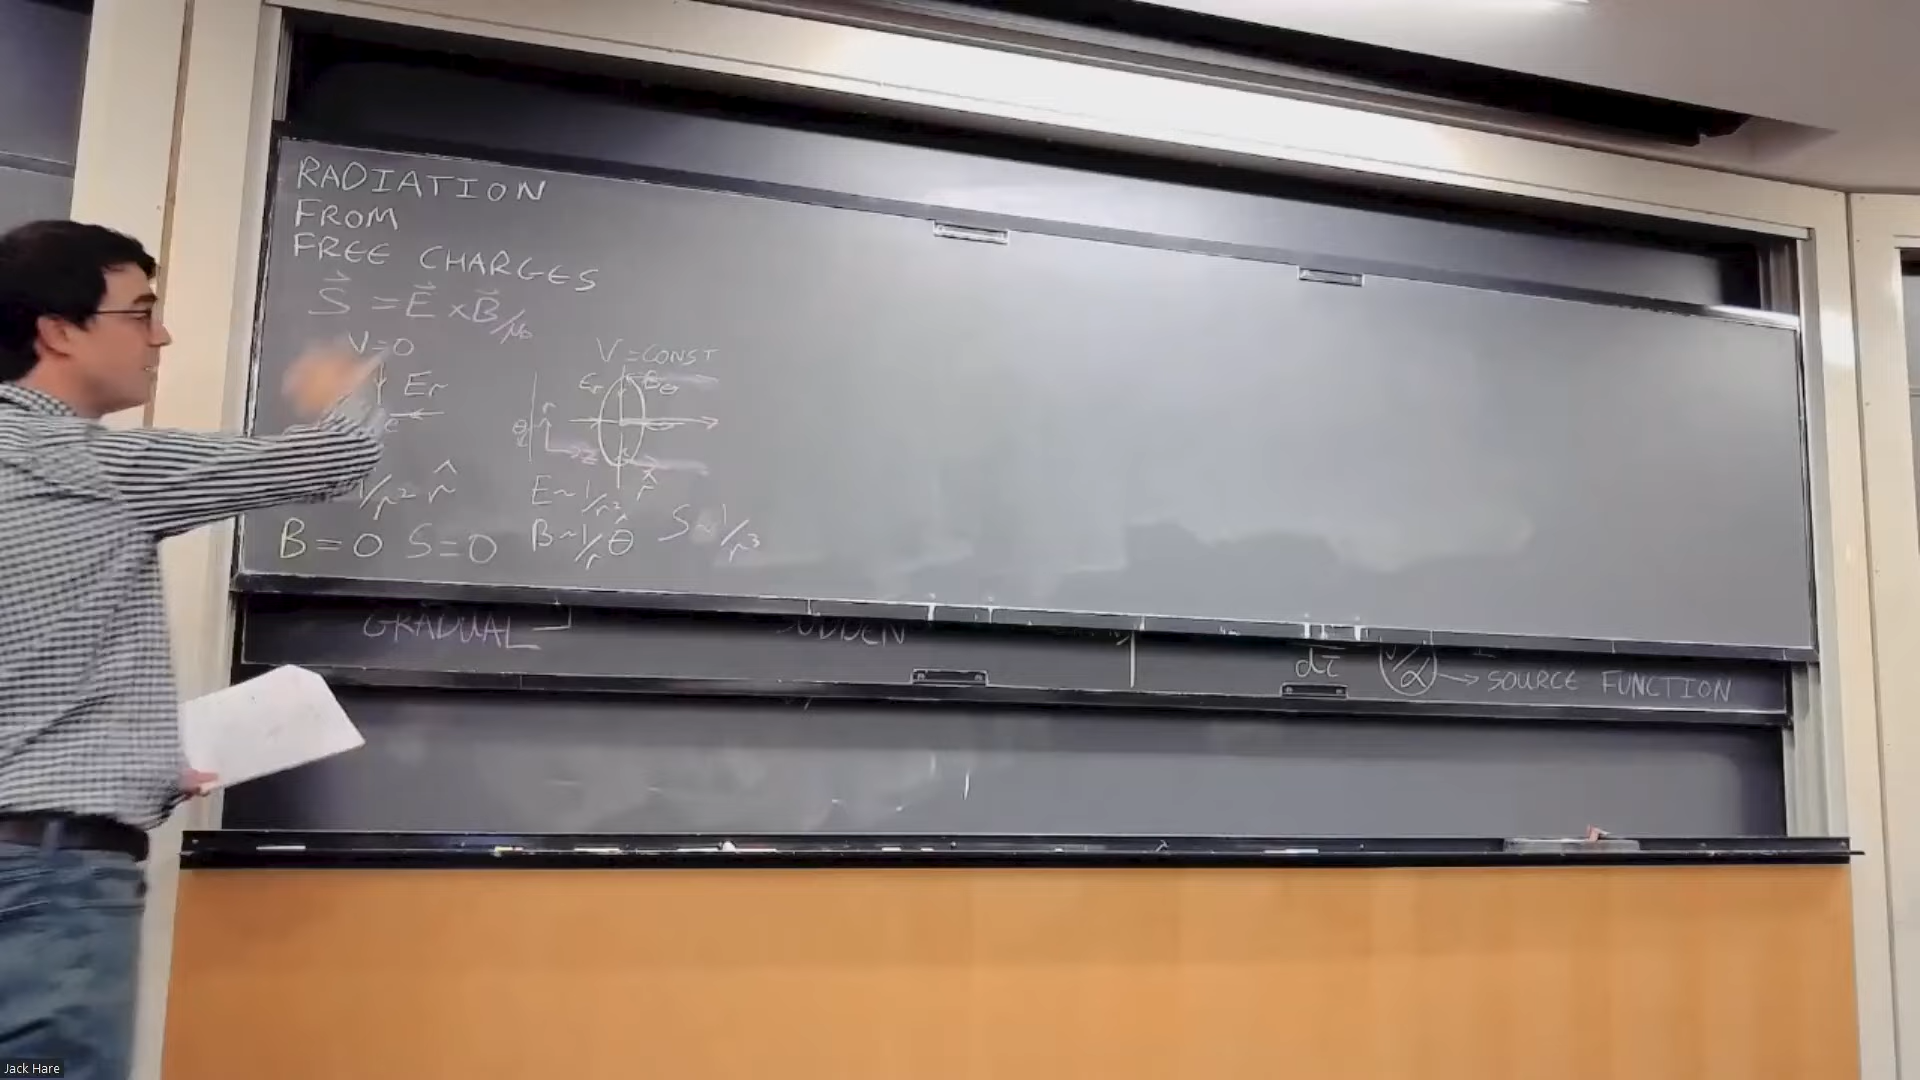 RADIATION
FROM
FREE CHARGES
S⃗ = E⃗ × B⃗/μ₀
V=0
Er
V=CONST
Er Bθ
r
θ
z
1/r² r̂
E~1/r² r̂
B=0 S=0
B~1/r θ̂
S~1/r³
GRADUAL
SUDDEN
dτ
SOURCE FUNCTION
Jack Hare